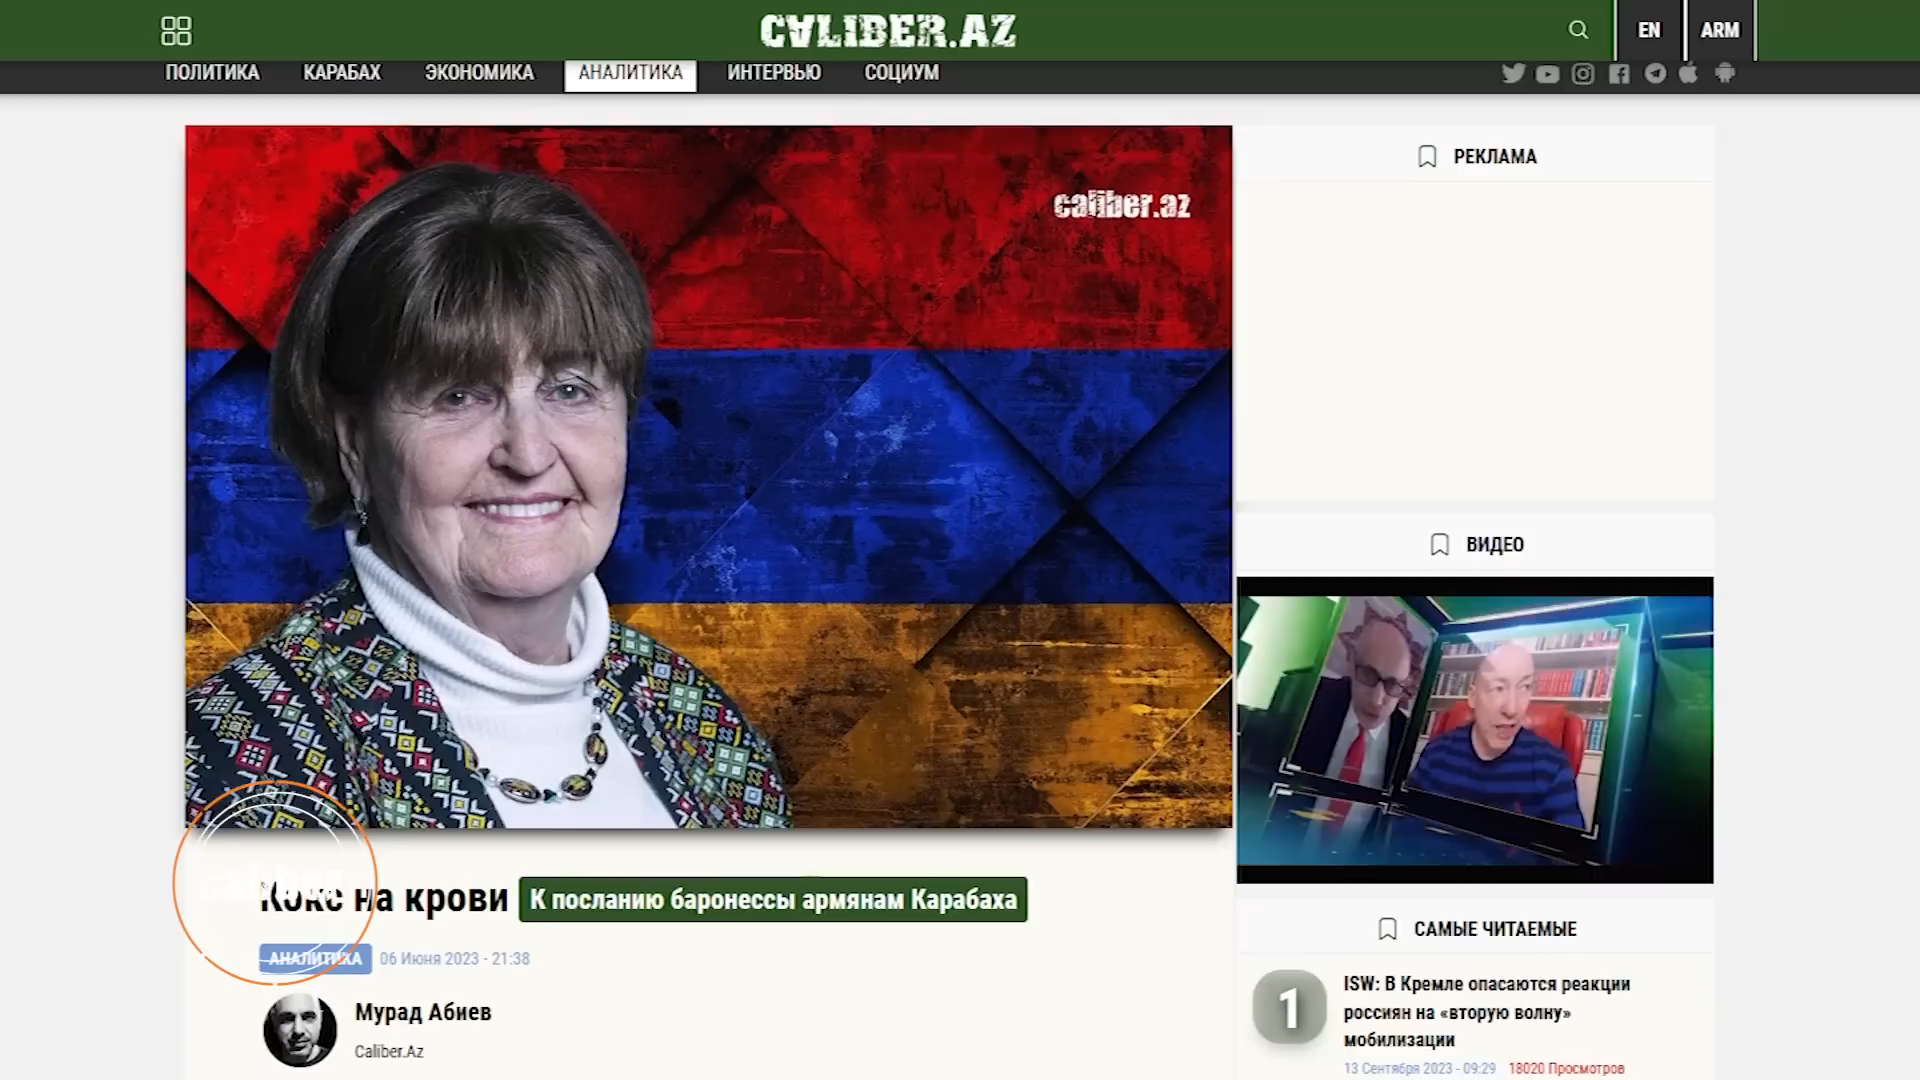 CALIBER.AZ
EN
ARM
ПОЛИТИКА КАРАБАХ ЭКОНОМИКА АНАЛИТИКА ИНТЕРВЬЮ СОЦИУМ
caliber.az
РЕКЛАМА
ВИДЕО
Кокс на крови
К посланию баронессы армянам Карабаха
АНАЛИТИКА 06 Июня 2023 - 21:38
Мурад Абиев
Caliber.Az
САМЫЕ ЧИТАЕМЫЕ
1
ISW: В Кремле опасаются реакции
россиян на «вторую волну»
мобилизации
13 Сентября 2023 - 09:29 18020 Просмотров